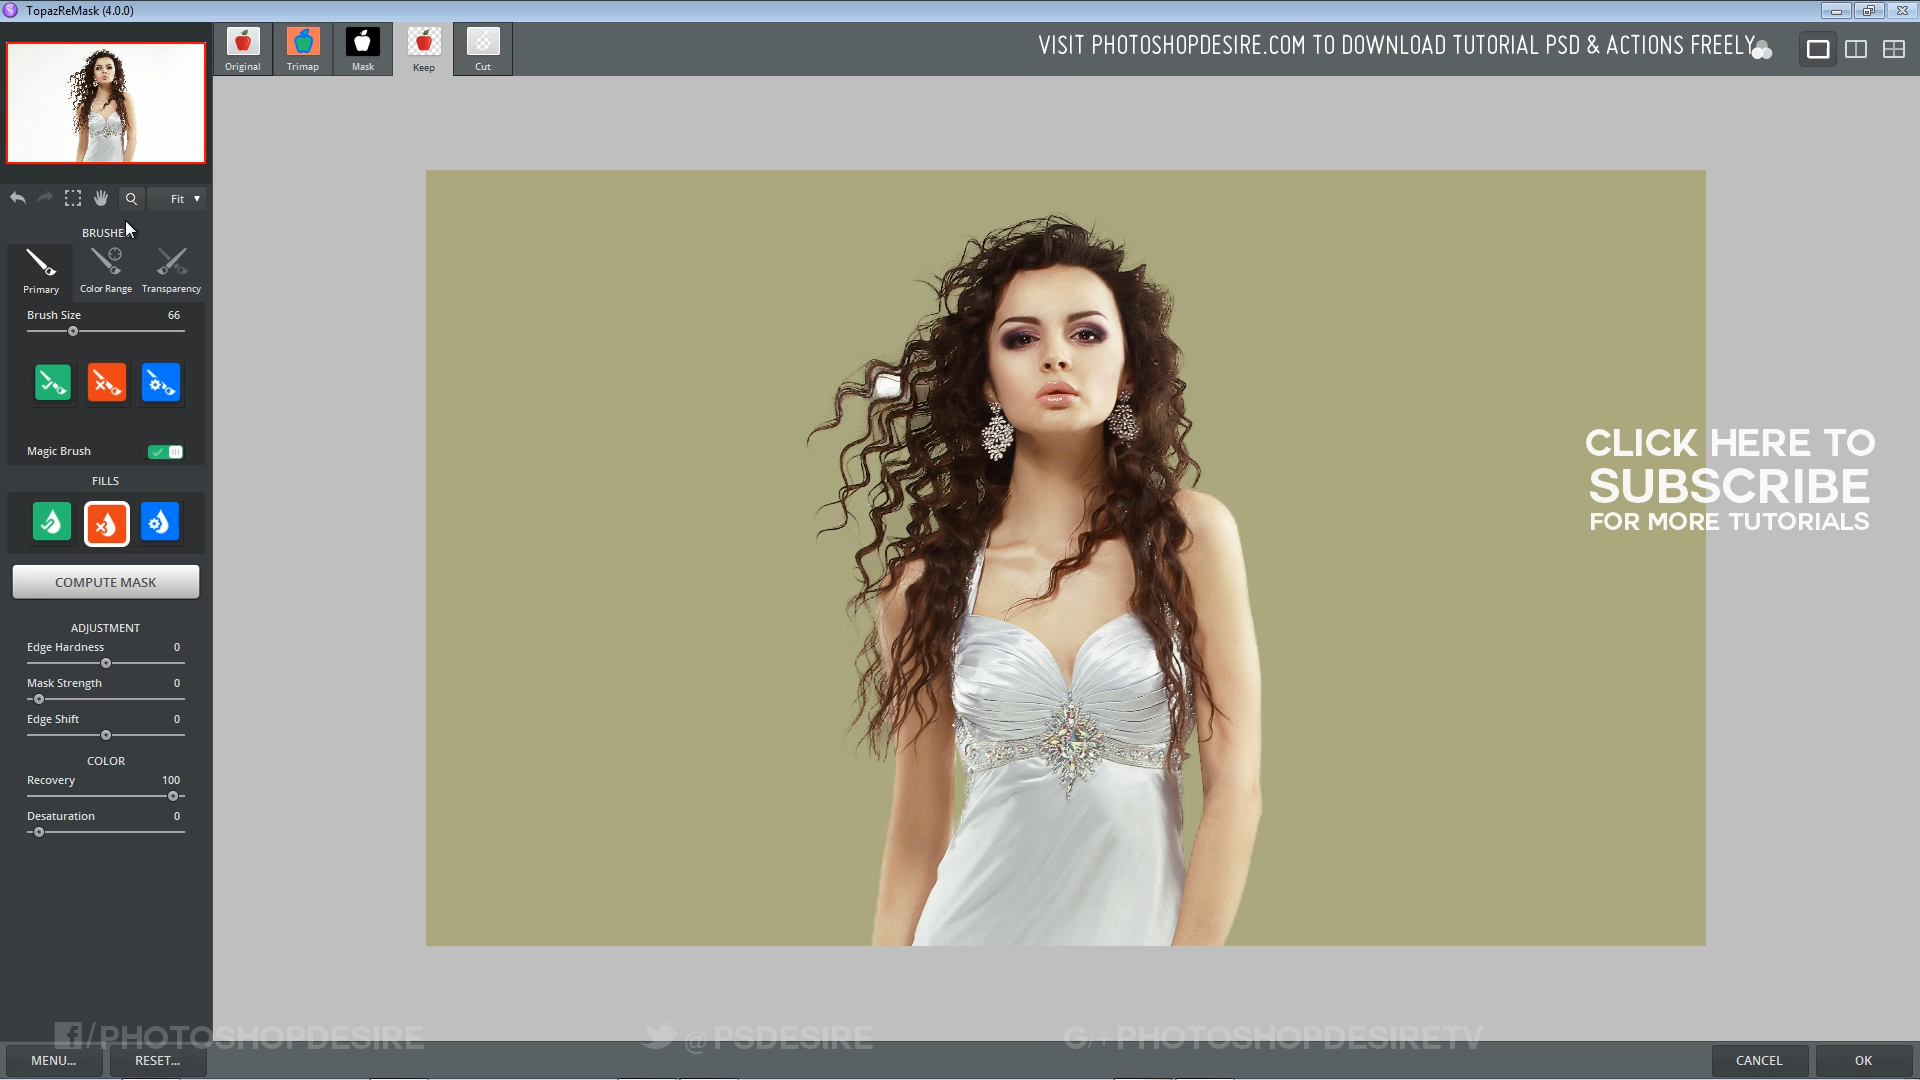 TopazReMask (4.0.0)
Original
Trimap
Mask
Keep
Cut
VISIT PHOTOSHOPDESIRE.COM TO DOWNLOAD TUTORIAL PSD & ACTIONS FREELY
Fit
BRUSHE
Primary
Color Range
Transparency
Brush Size 66
Magic Brush
FILLS
COMPUTE MASK
ADJUSTMENT
Edge Hardness 0
Mask Strength 0
Edge Shift 0
COLOR
Recovery 100
Desaturation 0
CLICK HERE TO
SUBSCRIBE
FOR MORE TUTORIALS
f/PHOTOSHOPDESIRE
@PSDESIRE
G/+PHOTOSHOPDESIRETV
MENU...
RESET...
CANCEL
OK